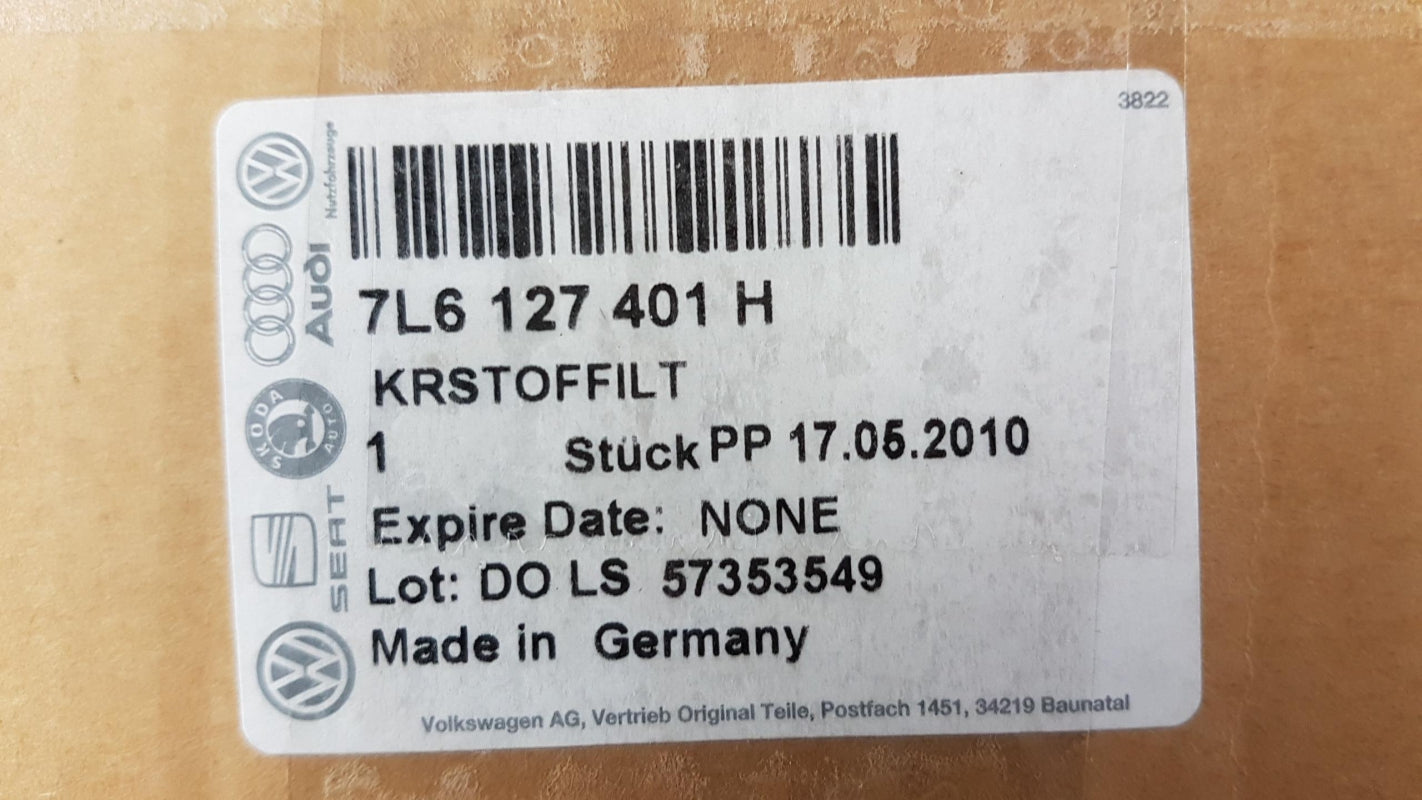 3822
Nutzfahrzeuge
Audi
SKODA
AUTO
SEAT
7L6 127 401 H
KRSTOFFILT
1 Stück PP 17.05.2010
Expire Date: NONE
Lot: DO LS 57353549
Made in Germany
Volkswagen AG, Vertrieb Original Teile, Postfach 1451, 34219 Baunatal